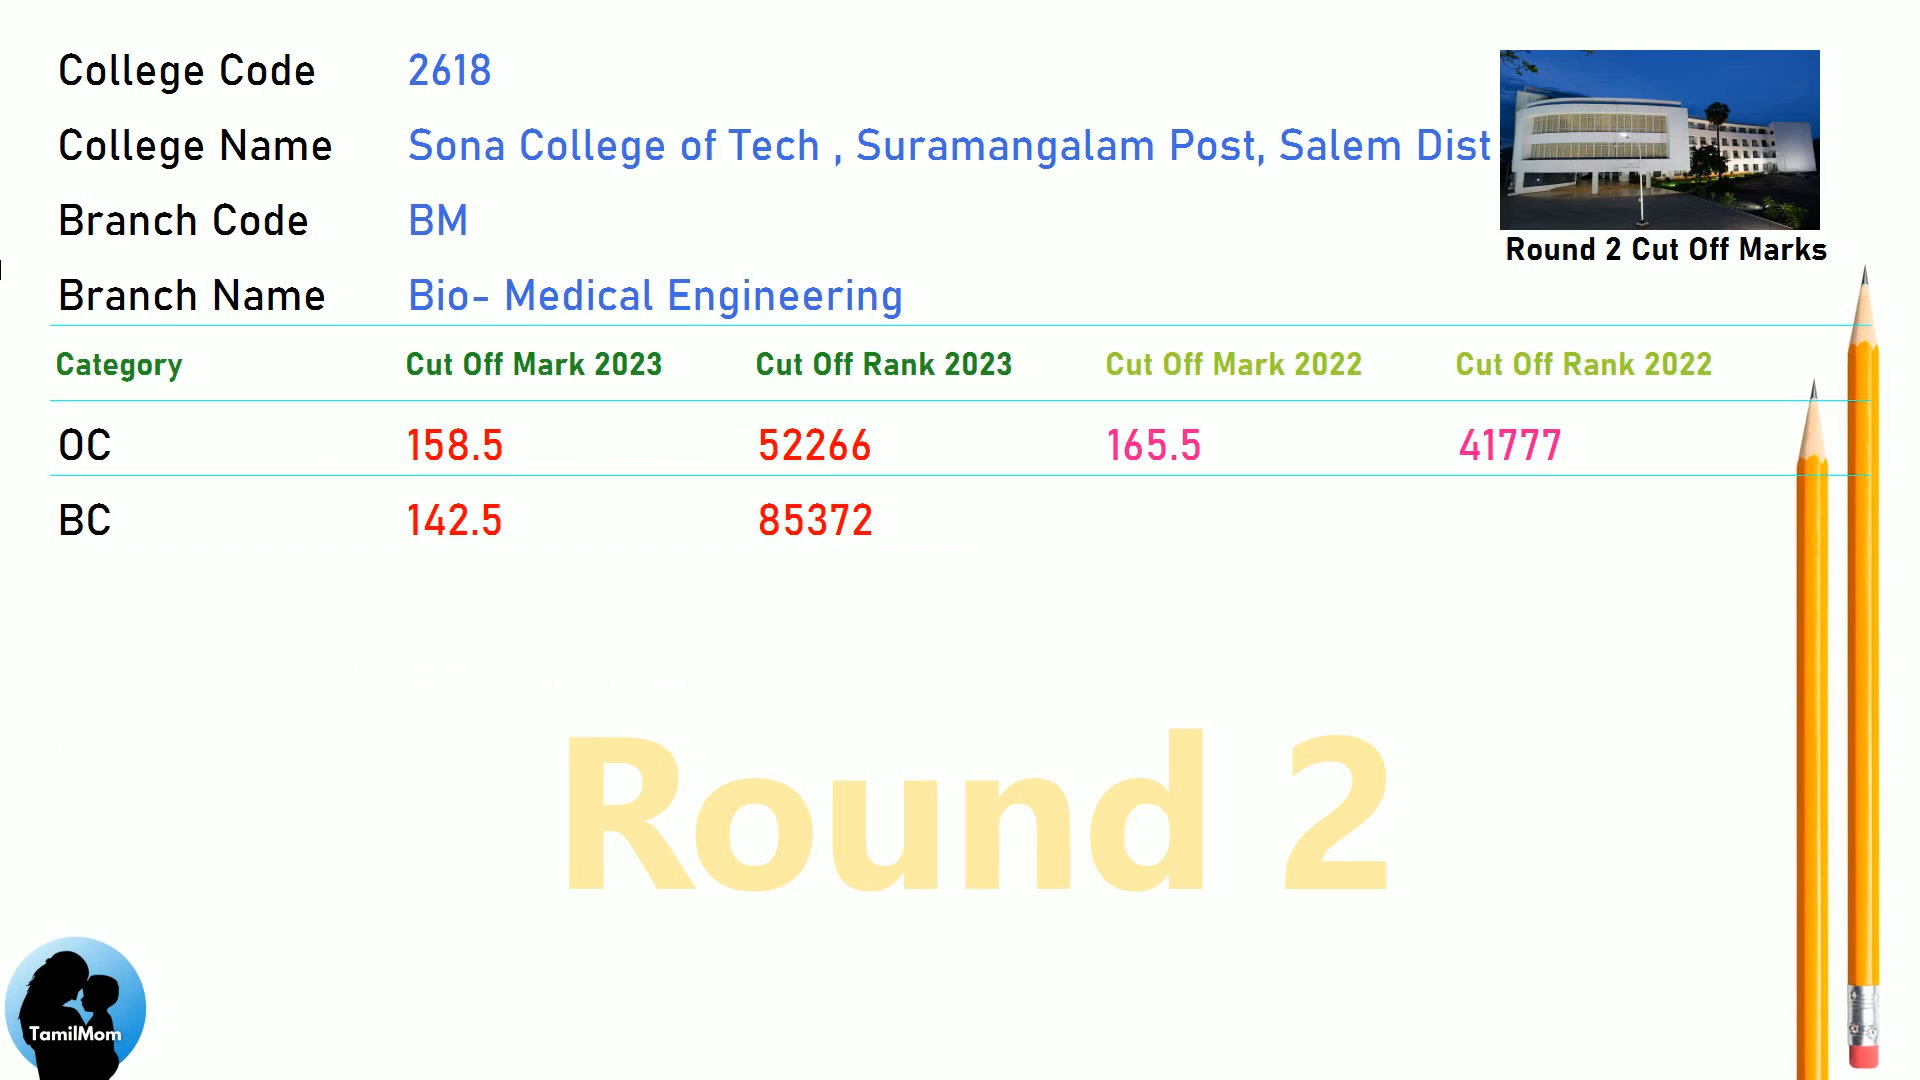 College Code 2618
College Name Sona College of Tech , Suramangalam Post, Salem Dist
Branch Code BM
Round 2 Cut Off Marks
Branch Name Bio- Medical Engineering
Category Cut Off Mark 2023 Cut Off Rank 2023 Cut Off Mark 2022 Cut Off Rank 2022
OC 158.5 52266 165.5 41777
BC 142.5 85372
Round 2
TamilMom